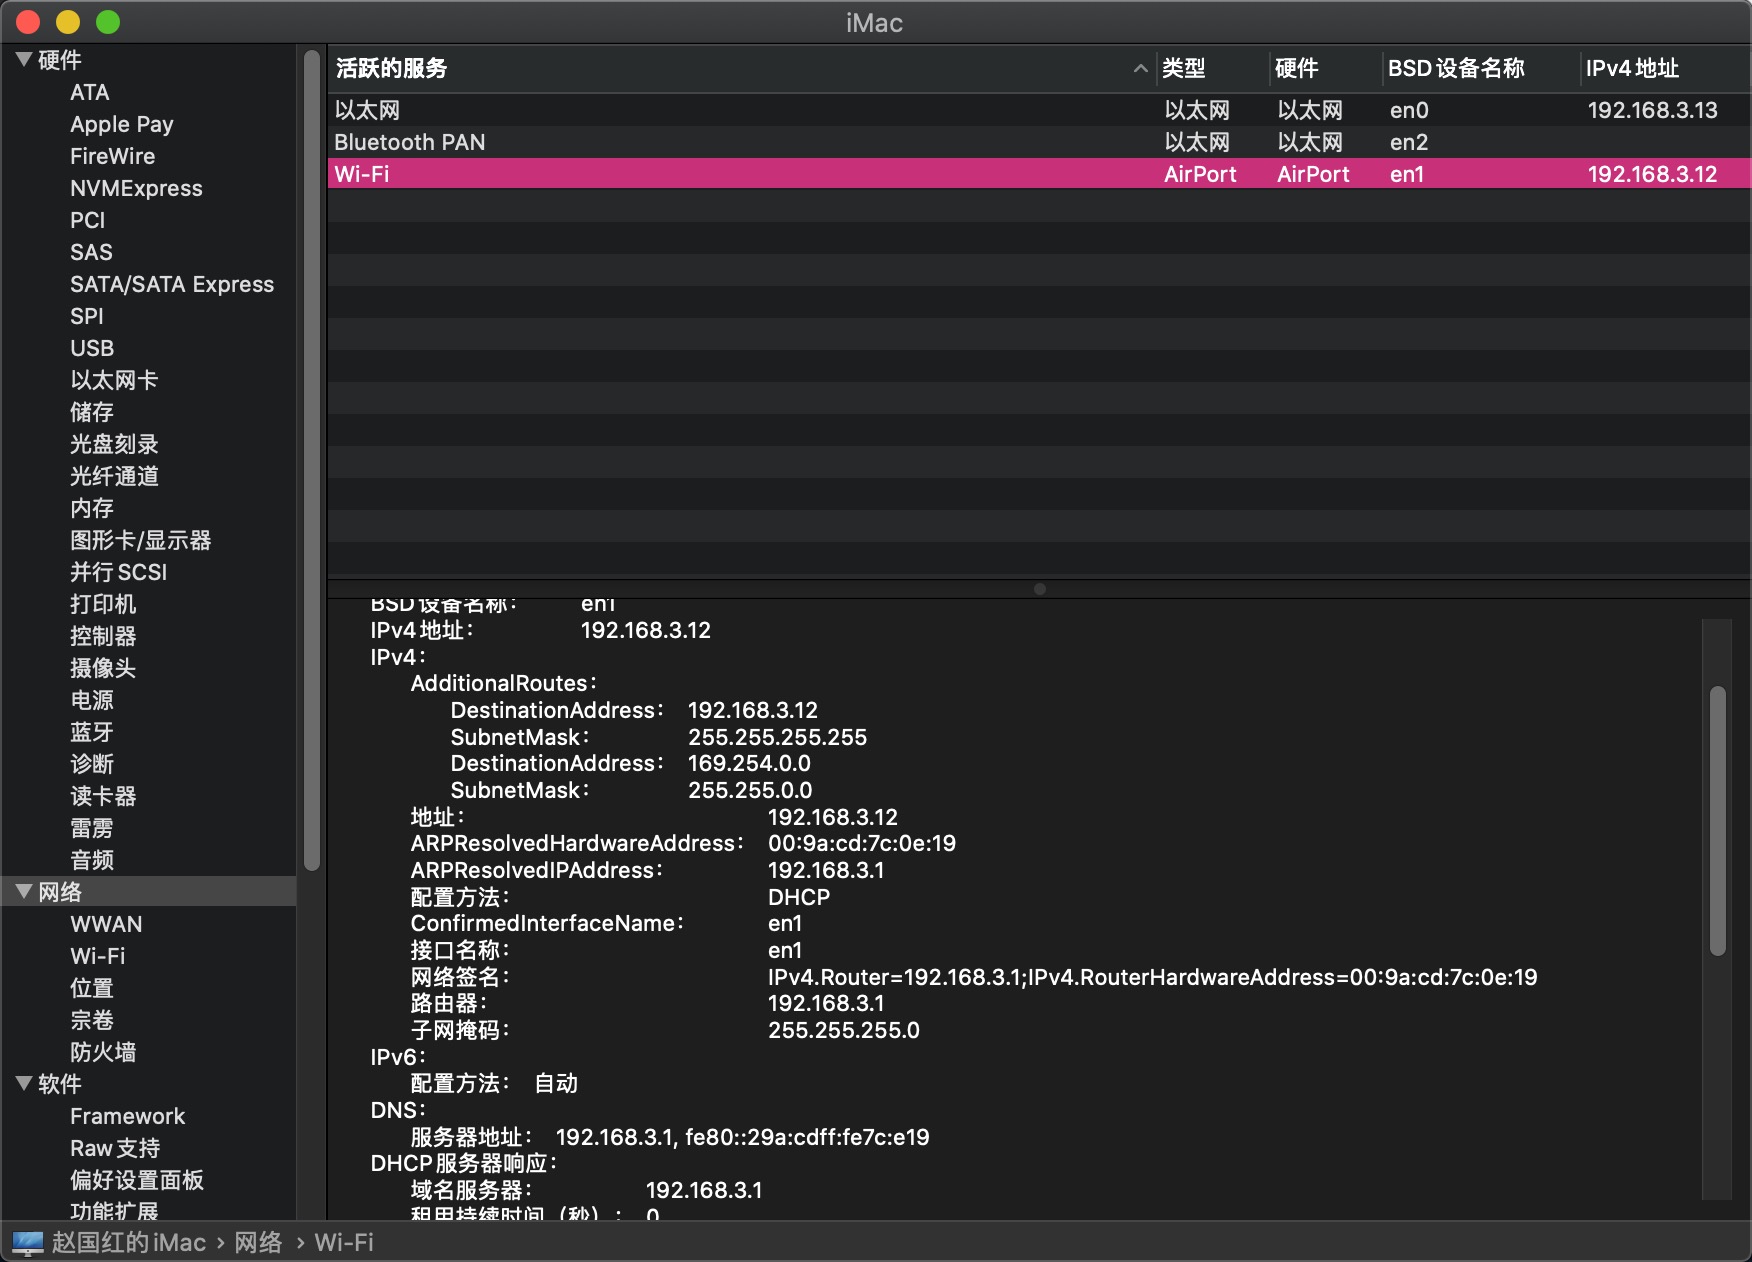 iMac
硬件
ATA
Apple Pay
FireWire
NVMExpress
PCI
SAS
SATA/SATA Express
SPI
USB
以太网卡
储存
光盘刻录
光纤通道
内存
图形卡/显示器
并行 SCSI
打印机
控制器
摄像头
电源
蓝牙
诊断
读卡器
雷雳
音频
网络
WWAN
Wi-Fi
位置
宗卷
防火墙
软件
Framework
Raw 支持
偏好设置面板
功能扩展
活跃的服务 类型 硬件 BSD 设备名称 IPv4 地址
以太网 以太网 以太网 en0 192.168.3.13
Bluetooth PAN 以太网 以太网 en2
Wi-Fi AirPort AirPort en1 192.168.3.12
BSD 设备名称: en1
IPv4 地址: 192.168.3.12
IPv4:
AdditionalRoutes:
DestinationAddress: 192.168.3.12
SubnetMask: 255.255.255.255
DestinationAddress: 169.254.0.0
SubnetMask: 255.255.0.0
地址: 192.168.3.12
ARPResolvedHardwareAddress: 00:9a:cd:7c:0e:19
ARPResolvedIPAddress: 192.168.3.1
配置方法: DHCP
ConfirmedInterfaceName: en1
接口名称: en1
网络签名: IPv4.Router=192.168.3.1;IPv4.RouterHardwareAddress=00:9a:cd:7c:0e:19
路由器: 192.168.3.1
子网掩码: 255.255.255.0
IPv6:
配置方法: 自动
DNS:
服务器地址: 192.168.3.1, fe80::29a:cdff:fe7c:e19
DHCP 服务器响应:
域名服务器: 192.168.3.1
租用持续时间（秒）: 0
赵国红的 iMac › 网络 › Wi-Fi